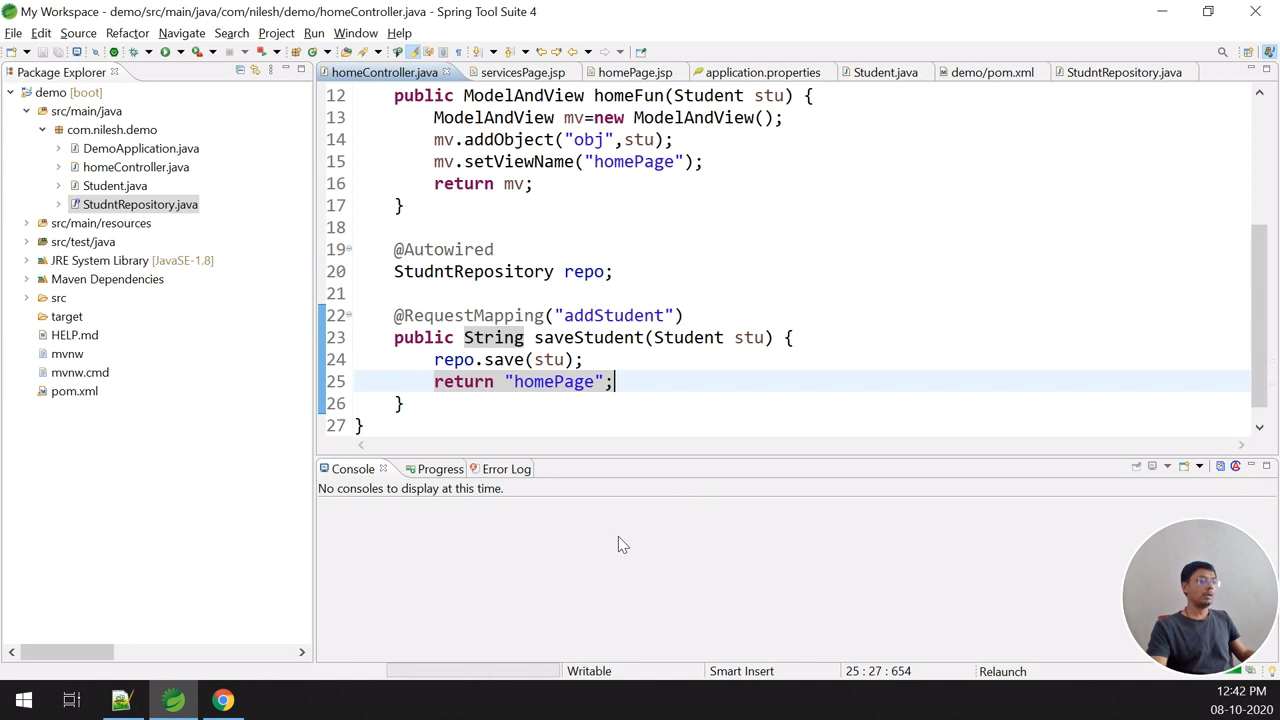 My Workspace - demo/src/main/java/com/nilesh/demo/homeController.java - Spring Tool Suite 4
File Edit Source Refactor Navigate Search Project Run Window Help
Package Explorer
homeController.java servicesPage.jsp homePage.jsp application.properties Student.java demo/pom.xml StudntRepository.java
demo [boot]
src/main/java
com.nilesh.demo
DemoApplication.java
homeController.java
Student.java
StudntRepository.java
src/main/resources
src/test/java
JRE System Library [JavaSE-1.8]
Maven Dependencies
src
target
HELP.md
mvnw
mvnw.cmd
pom.xml
12 public ModelAndView homeFun(Student stu) {
13 ModelAndView mv=new ModelAndView();
14 mv.addObject("obj",stu);
15 mv.setViewName("homePage");
16 return mv;
17 }
18
19 @Autowired
20 StudntRepository repo;
21
22 @RequestMapping("addStudent")
23 public String saveStudent(Student stu) {
24 repo.save(stu);
25 return "homePage";
26 }
27 }
Console Progress Error Log
No consoles to display at this time.
Writable Smart Insert 25 : 27 : 654 Relaunch
12:42 PM
08-10-2020